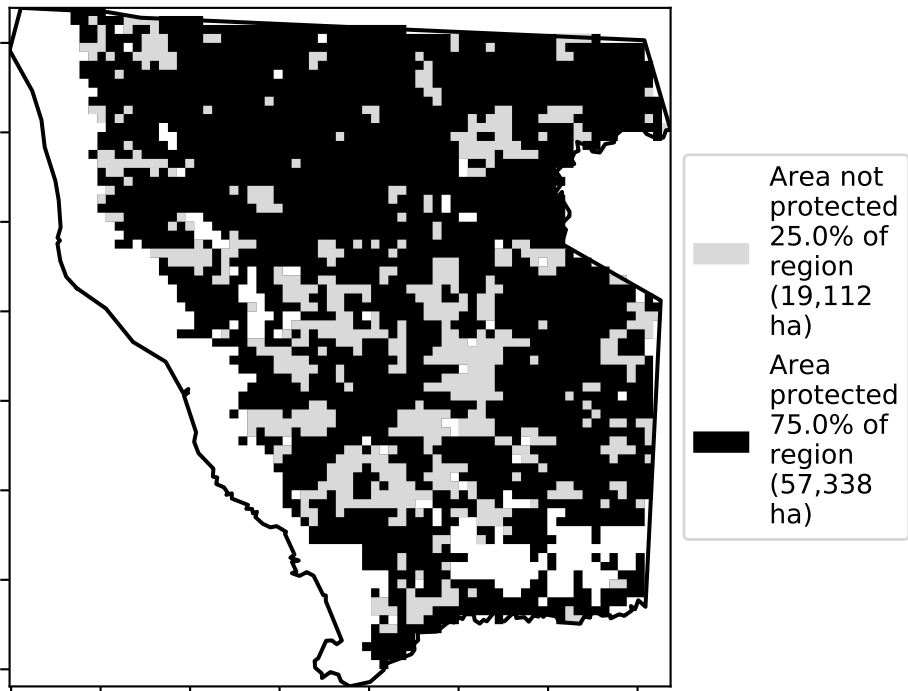 Area not
protected
25.0% of
region
(19,112
ha)
Area
protected
75.0% of
region
(57,338
ha)